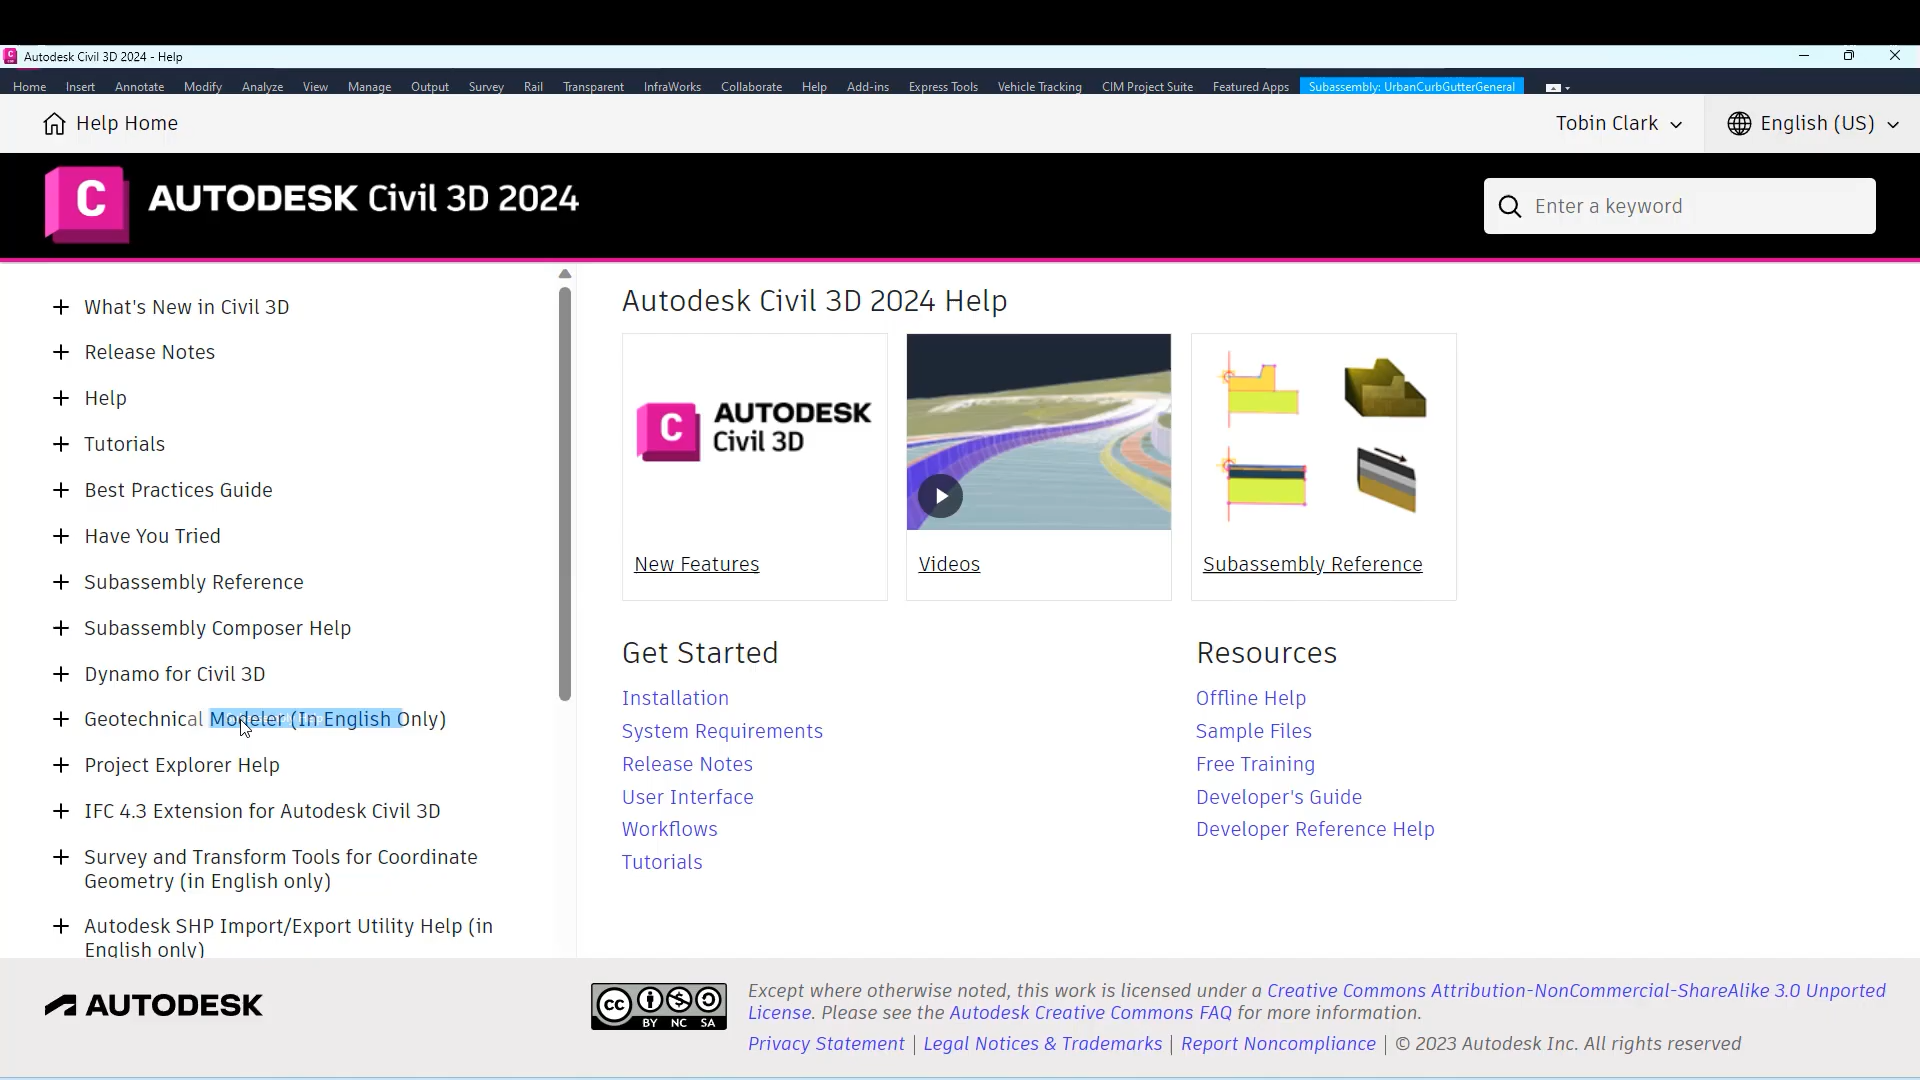 Autodesk Civil 3D 2024 - Help
Home Insert Annotate Modify Analyze View Manage Output Survey Rail Transparent InfraWorks Collaborate Help Add-ins Express Tools Vehicle Tracking CIM Project Suite Featured Apps Subassembly: UrbanCurbGutterGeneral
Help Home
Tobin Clark
English (US)
C AUTODESK Civil 3D 2024
Enter a keyword
What's New in Civil 3D
Release Notes
Help
Tutorials
Best Practices Guide
Have You Tried
Subassembly Reference
Subassembly Composer Help
Dynamo for Civil 3D
Geotechnical Modeler (In English Only)
Project Explorer Help
IFC 4.3 Extension for Autodesk Civil 3D
Survey and Transform Tools for Coordinate
Geometry (in English only)
Autodesk SHP Import/Export Utility Help (in
English only)
Autodesk Civil 3D 2024 Help
C AUTODESK
Civil 3D
New Features
Videos
Subassembly Reference
Get Started
Installation
System Requirements
Release Notes
User Interface
Workflows
Tutorials
Resources
Offline Help
Sample Files
Free Training
Developer's Guide
Developer Reference Help
AUTODESK
cc
BY NC SA
Except where otherwise noted, this work is licensed under a Creative Commons Attribution-NonCommercial-ShareAlike 3.0 Unported
License. Please see the Autodesk Creative Commons FAQ for more information.
Privacy Statement | Legal Notices & Trademarks | Report Noncompliance | © 2023 Autodesk Inc. All rights reserved